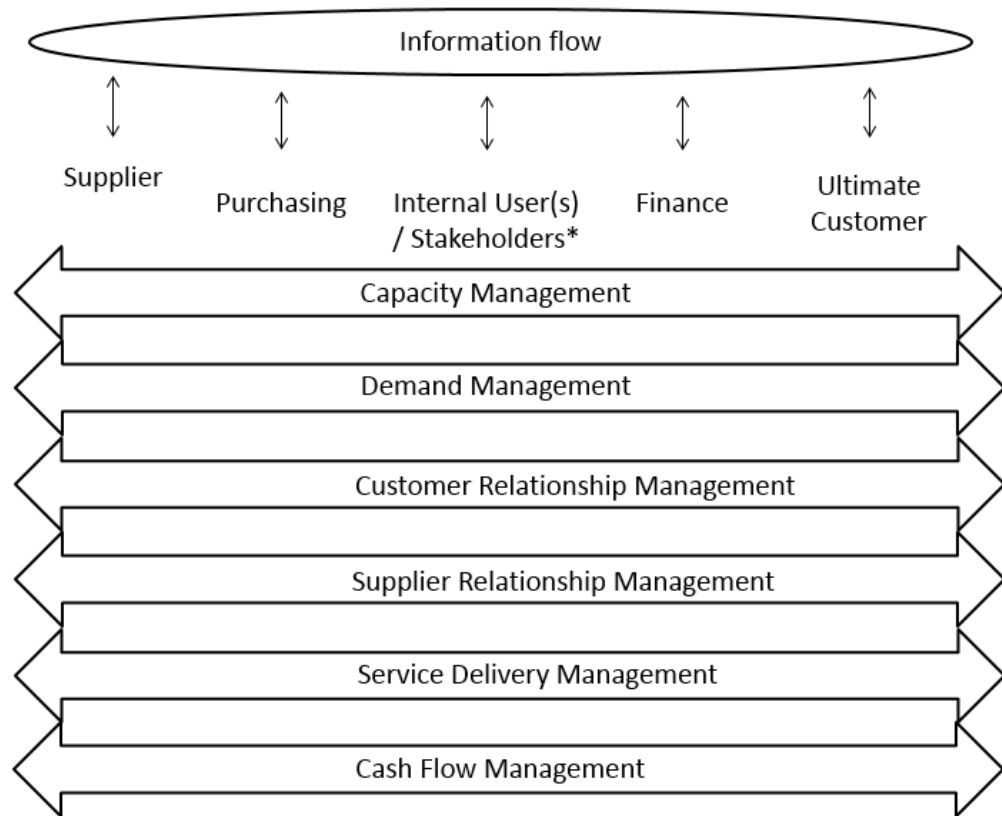 Information flow
Supplier
Purchasing
Internal User(s)
/ Stakeholders*
Finance
Ultimate
Customer
Capacity Management
Demand Management
Customer Relationship Management
Supplier Relationship Management
Service Delivery Management
Cash Flow Management